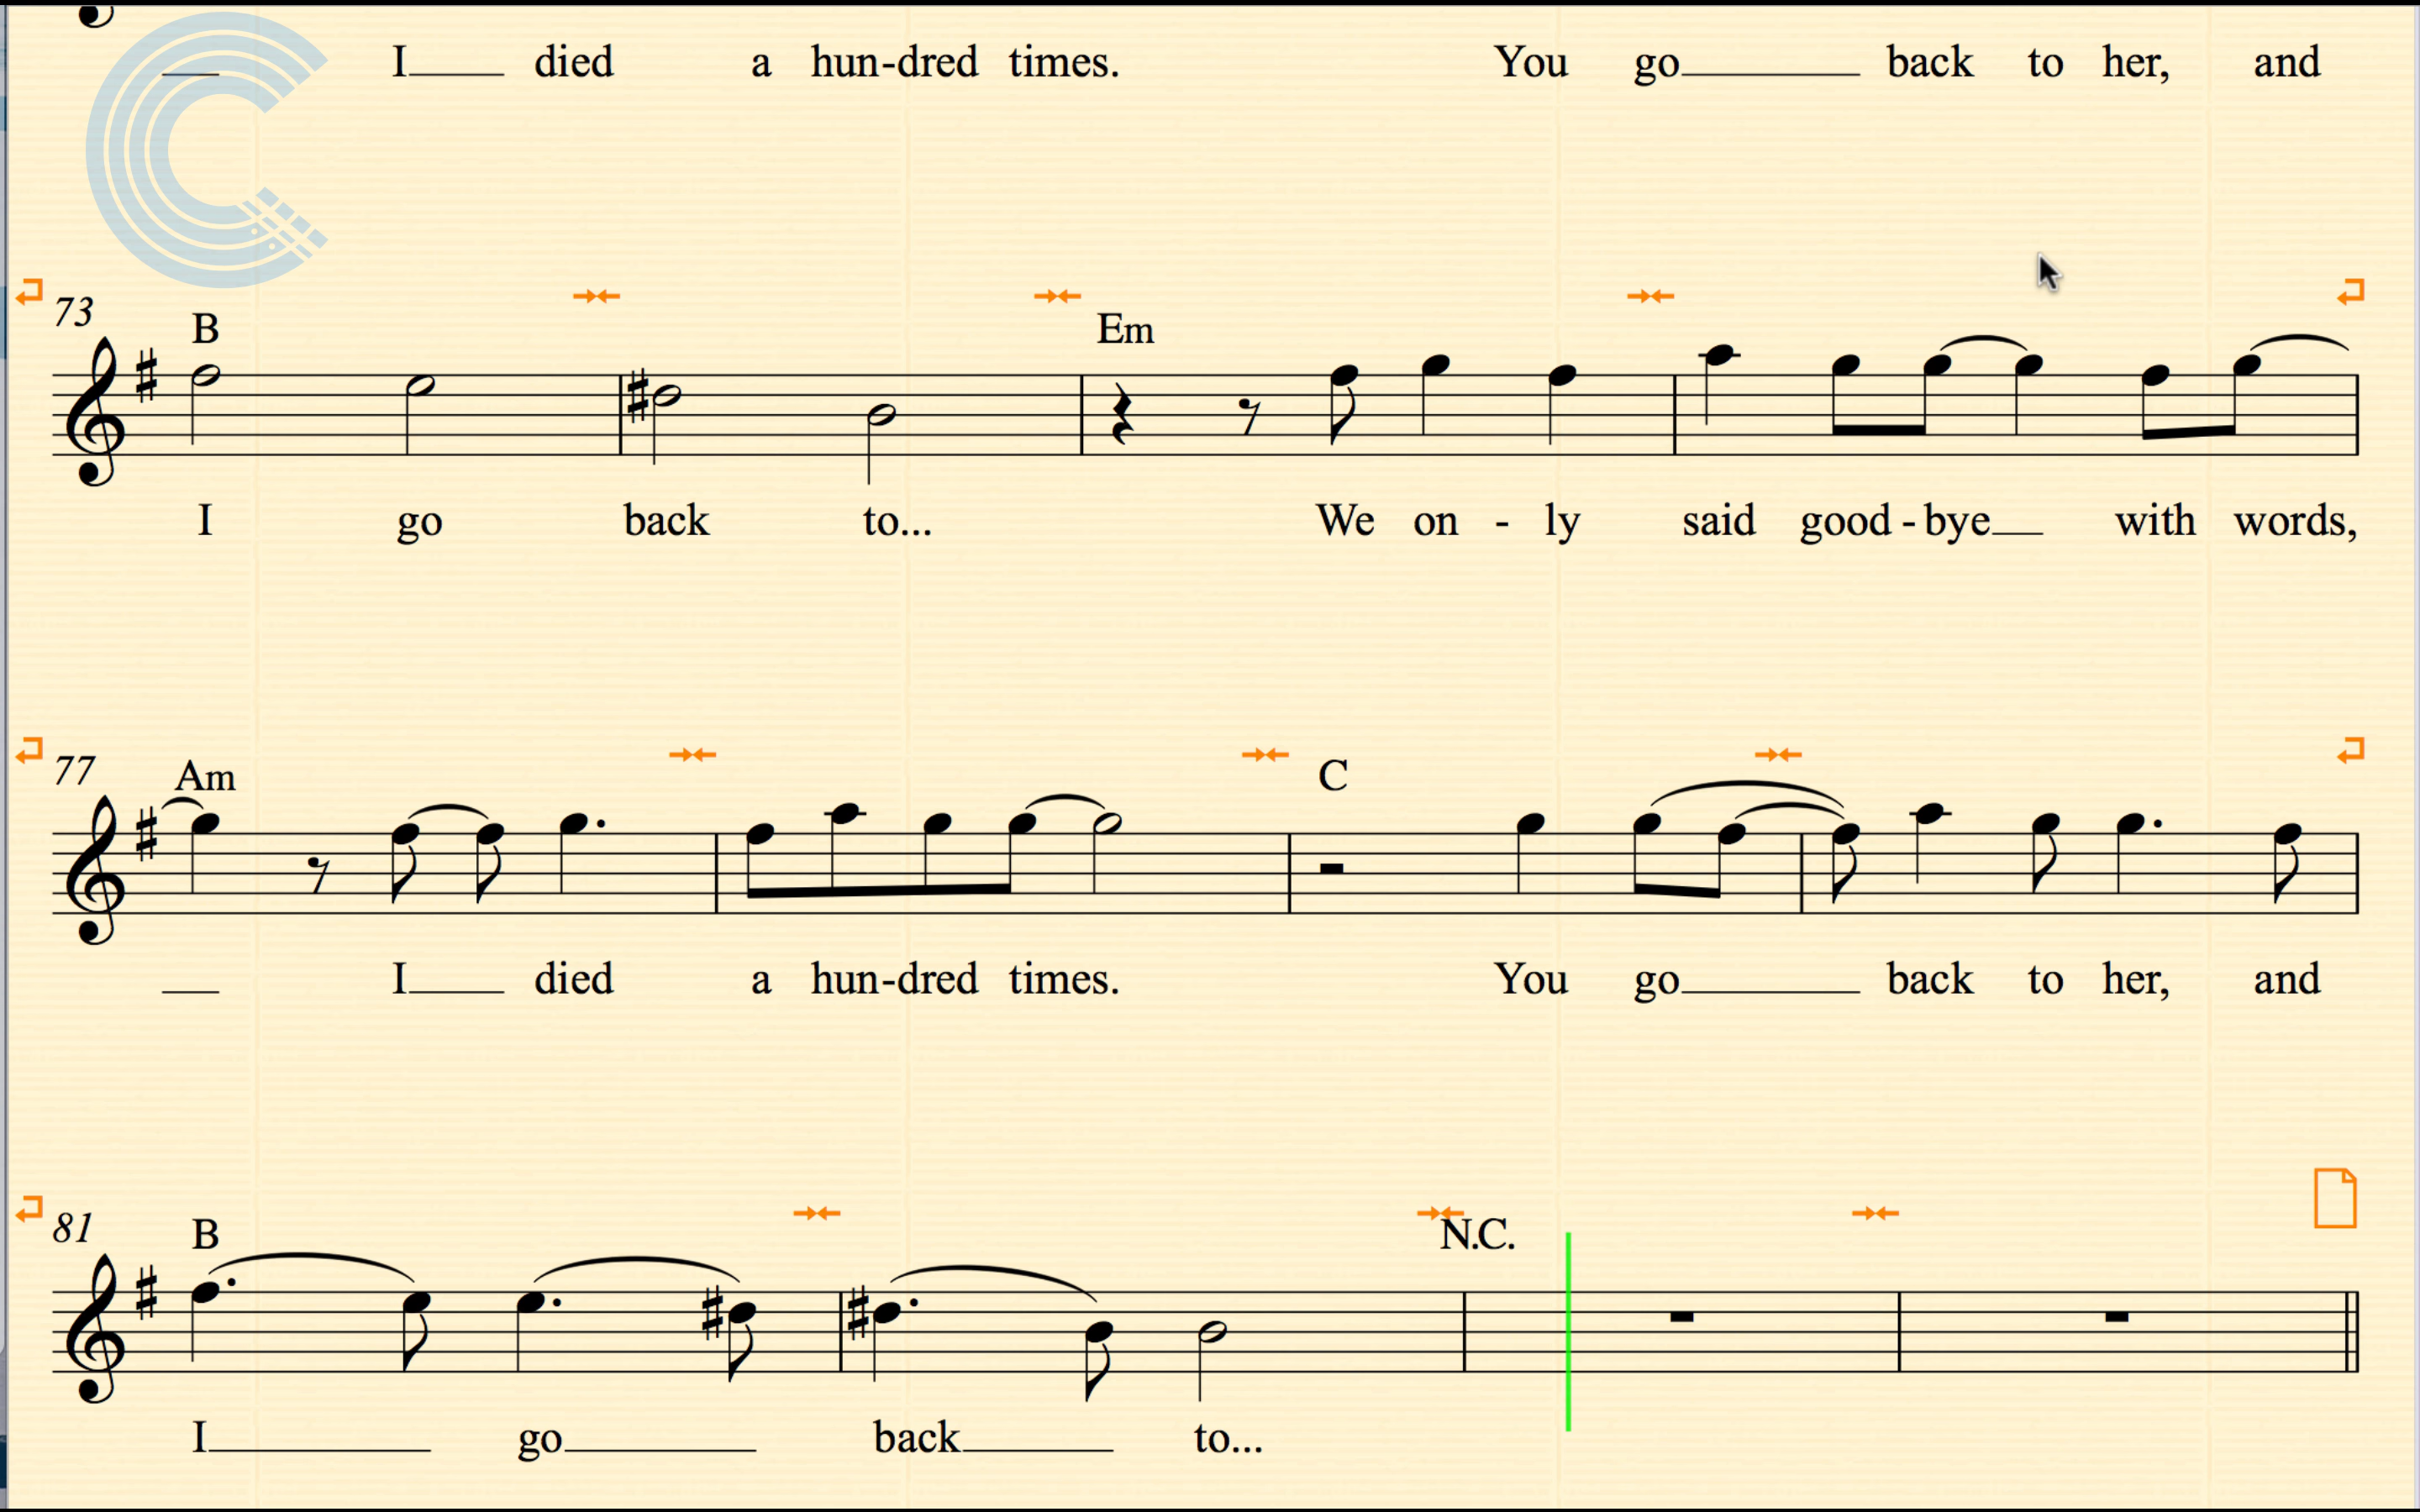 I died a hun-dred times. You go back to her, and
73
B Em
I go back to... We on - ly said good - bye with words,
77
Am C
I died a hun-dred times. You go back to her, and
81
B N.C.
I go back to...